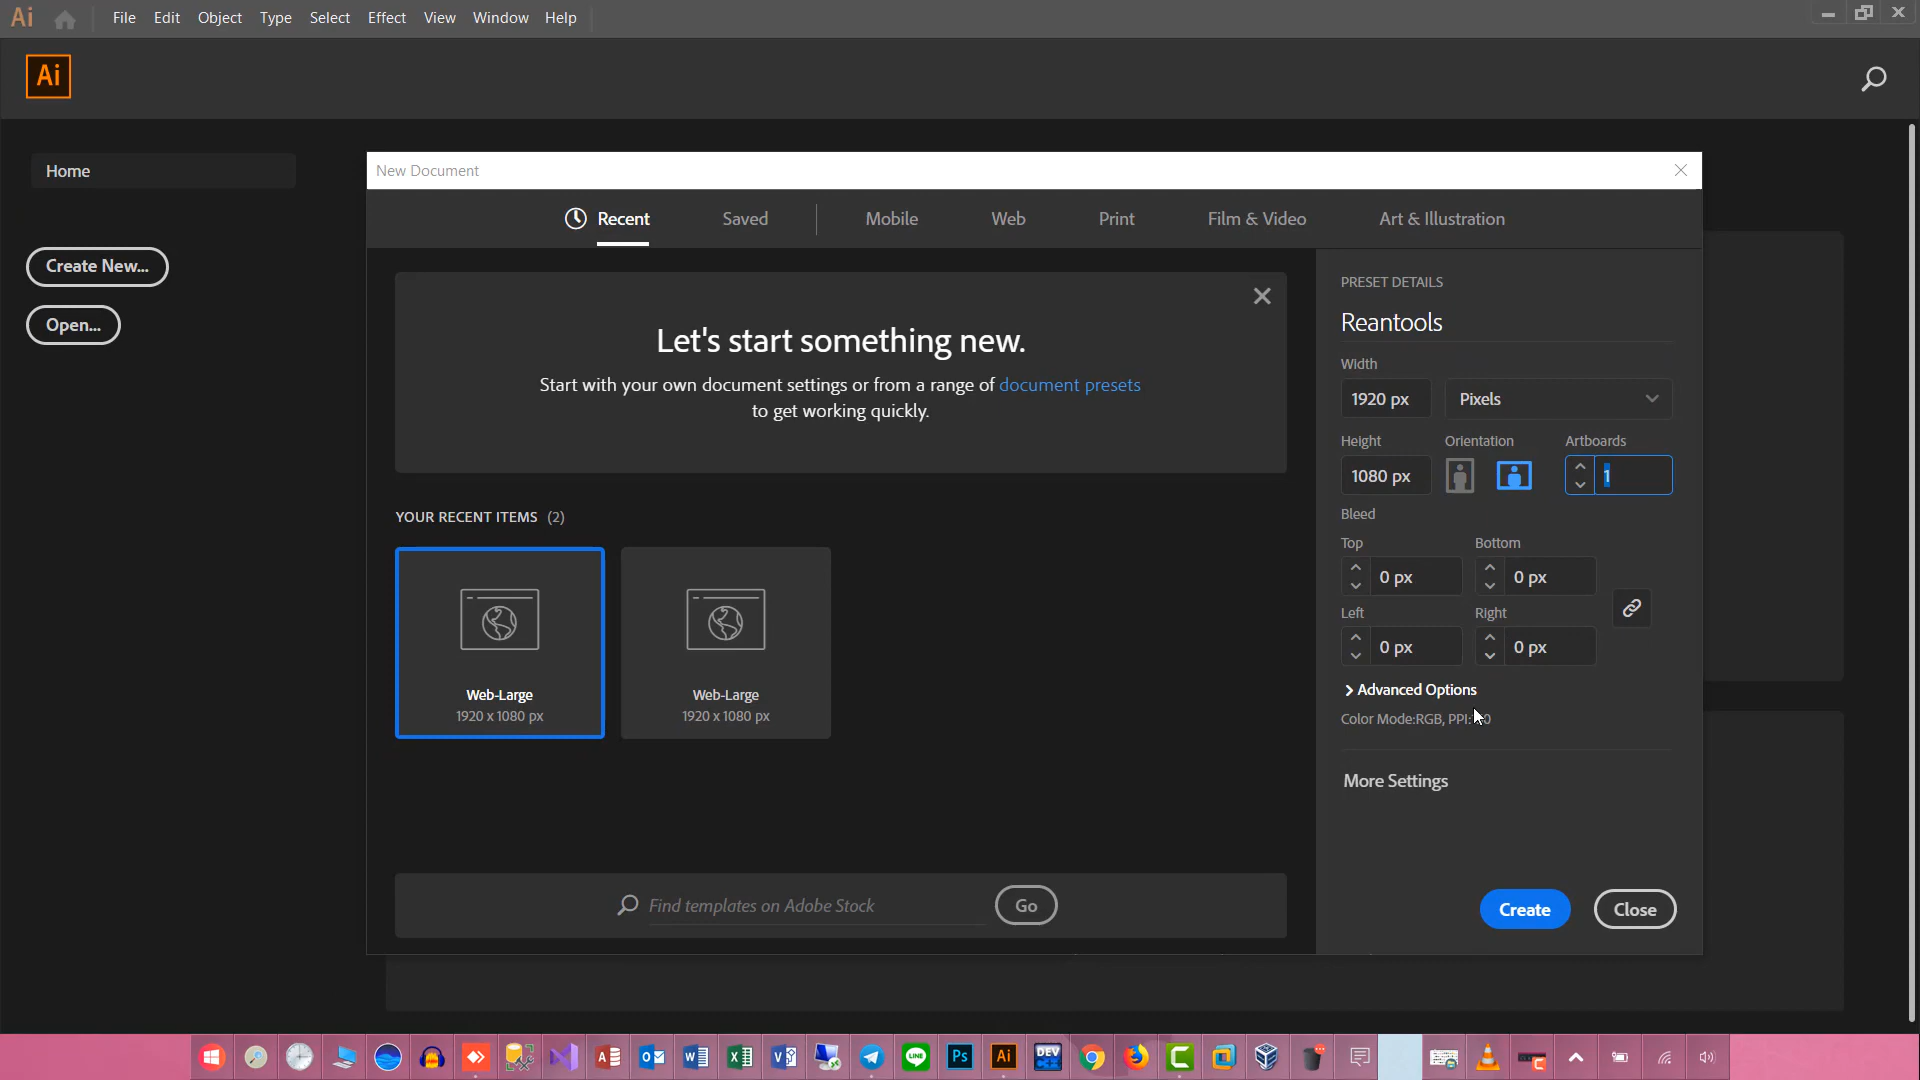 Ai File Edit Object Type Select Effect View Window Help
Ai
Home
Create New...
Open...
New Document
Recent Saved Mobile Web Print Film & Video Art & Illustration
Let's start something new.
Start with your own document settings or from a range of document presets
to get working quickly.
YOUR RECENT ITEMS (2)
Web-Large
1920 x 1080 px
Web-Large
1920 x 1080 px
Find templates on Adobe Stock Go
PRESET DETAILS
Reantools
Width
1920 px Pixels
Height Orientation Artboards
1080 px 1
Bleed
Top Bottom
0 px 0 px
Left Right
0 px 0 px
Advanced Options
Color Mode:RGB, PPI:
More Settings
Create Close
Ps Ai DEV
LINE